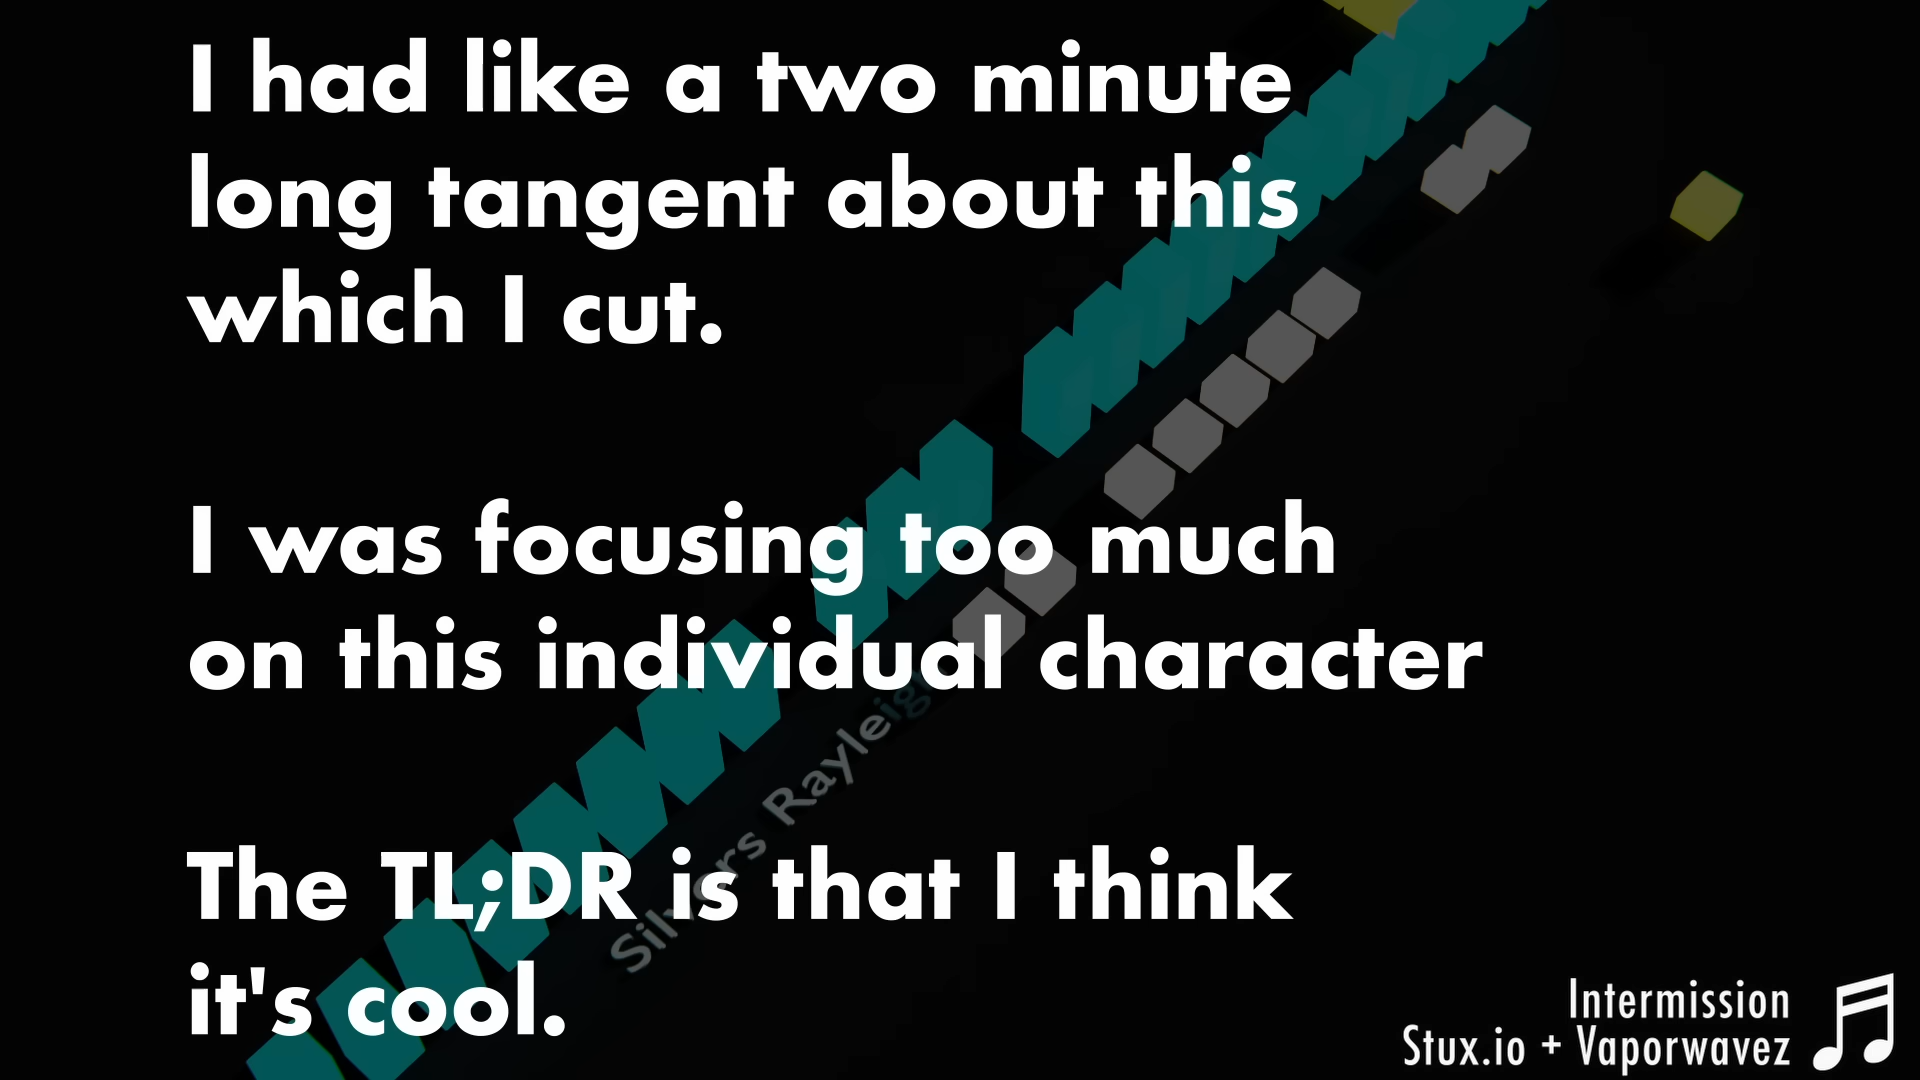 I had like a two minute
long tangent about this
which I cut.
I was focusing too much
on this individual character
The TL;DR is that I think
it's cool.
Silvers Rayleigh
Intermission
Stux.io + Vaporwavez